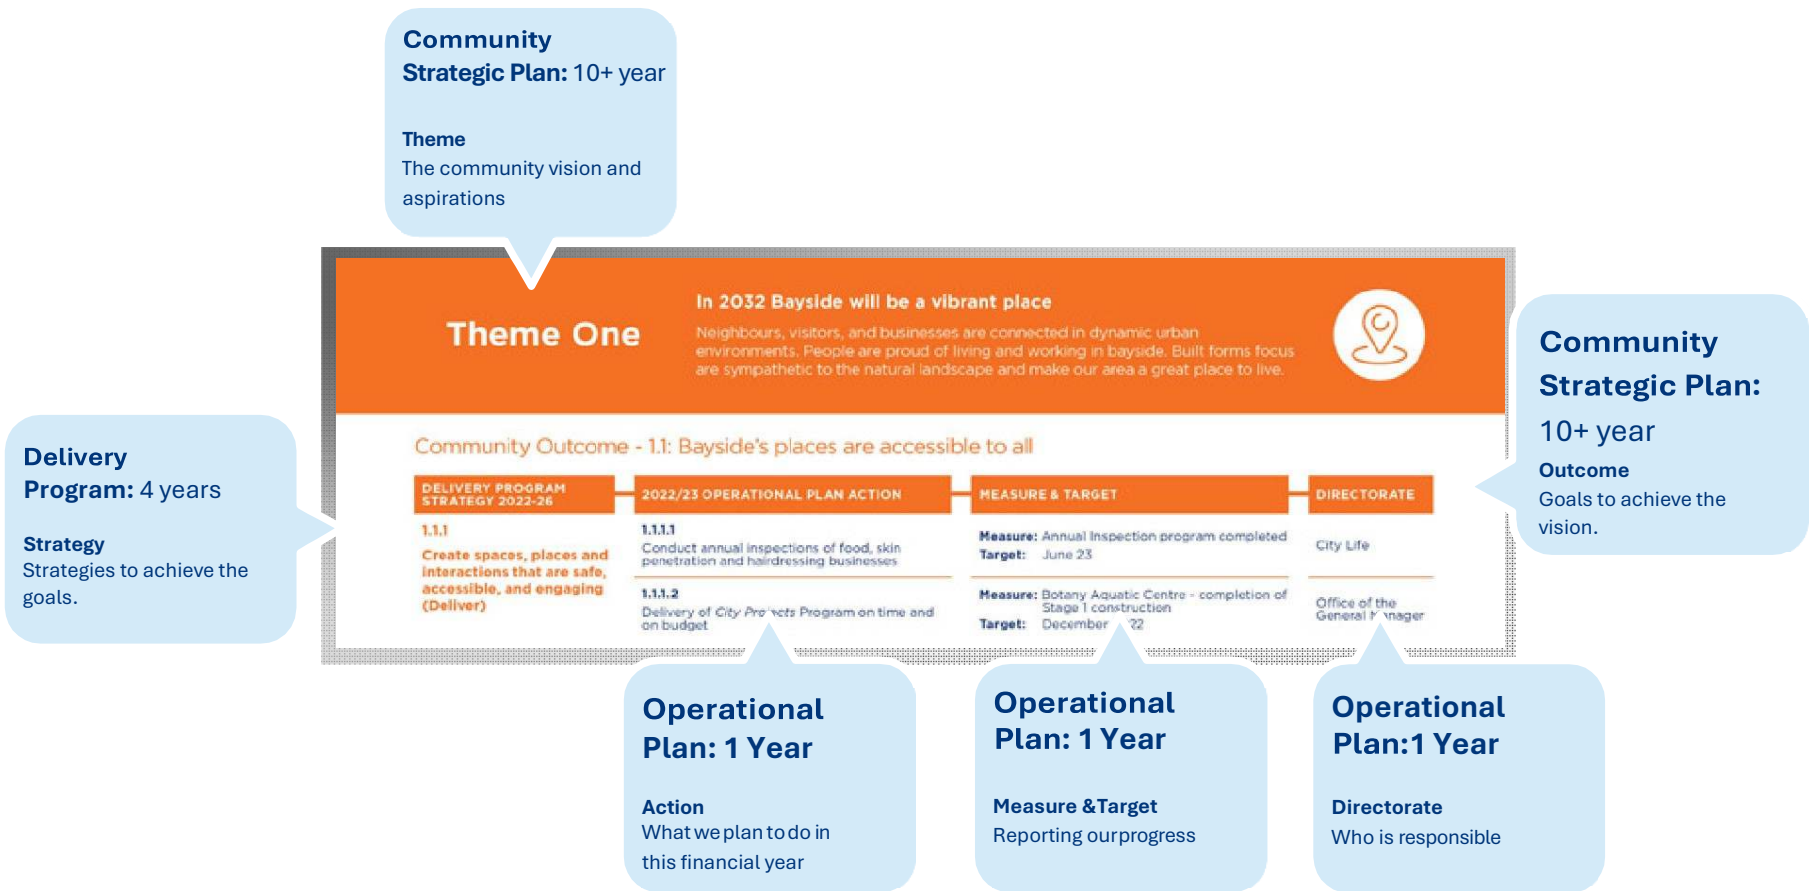 Community
Strategic Plan: 10+ year
Theme
The community vision and
aspirations
Theme One
In 2032 Bayside will be a vibrant place
Neighbours, visitors, and businesses are connected in dynamic urban
environments. People are proud of living and working in bayside. Built forms focus
are sympathetic to the natural landscape and make our area a great place to live.
Community
Strategic Plan:
10+ year
Outcome
Goals to achieve the
vision.
Delivery
Program: 4 years
Strategy
Strategies to achieve the
goals.
Community Outcome - 1.1: Bayside's places are accessible to all
DELIVERY PROGRAM
STRATEGY 2022-26
2022/23 OPERATIONAL PLAN ACTION
MEASURE & TARGET
DIRECTORATE
1.1.1
Create spaces, places and
interactions that are safe,
accessible, and engaging
(Deliver)
1.1.1.1
Conduct annual inspections of food, skin
penetration and hairdressing businesses
Measure: Annual Inspection program completed
Target: June 23
City Life
1.1.1.2
Delivery of City Program on time and
on budget
Measure: Botany Aquatic Centre - completion of
Stage 1 construction
Target: December 22
Office of the
General
Operational
Plan: 1 Year
Action
What we plan to do in
this financial year
Operational
Plan: 1 Year
Measure &Target
Reporting ourprogress
Operational
Plan:1 Year
Directorate
Who is responsible